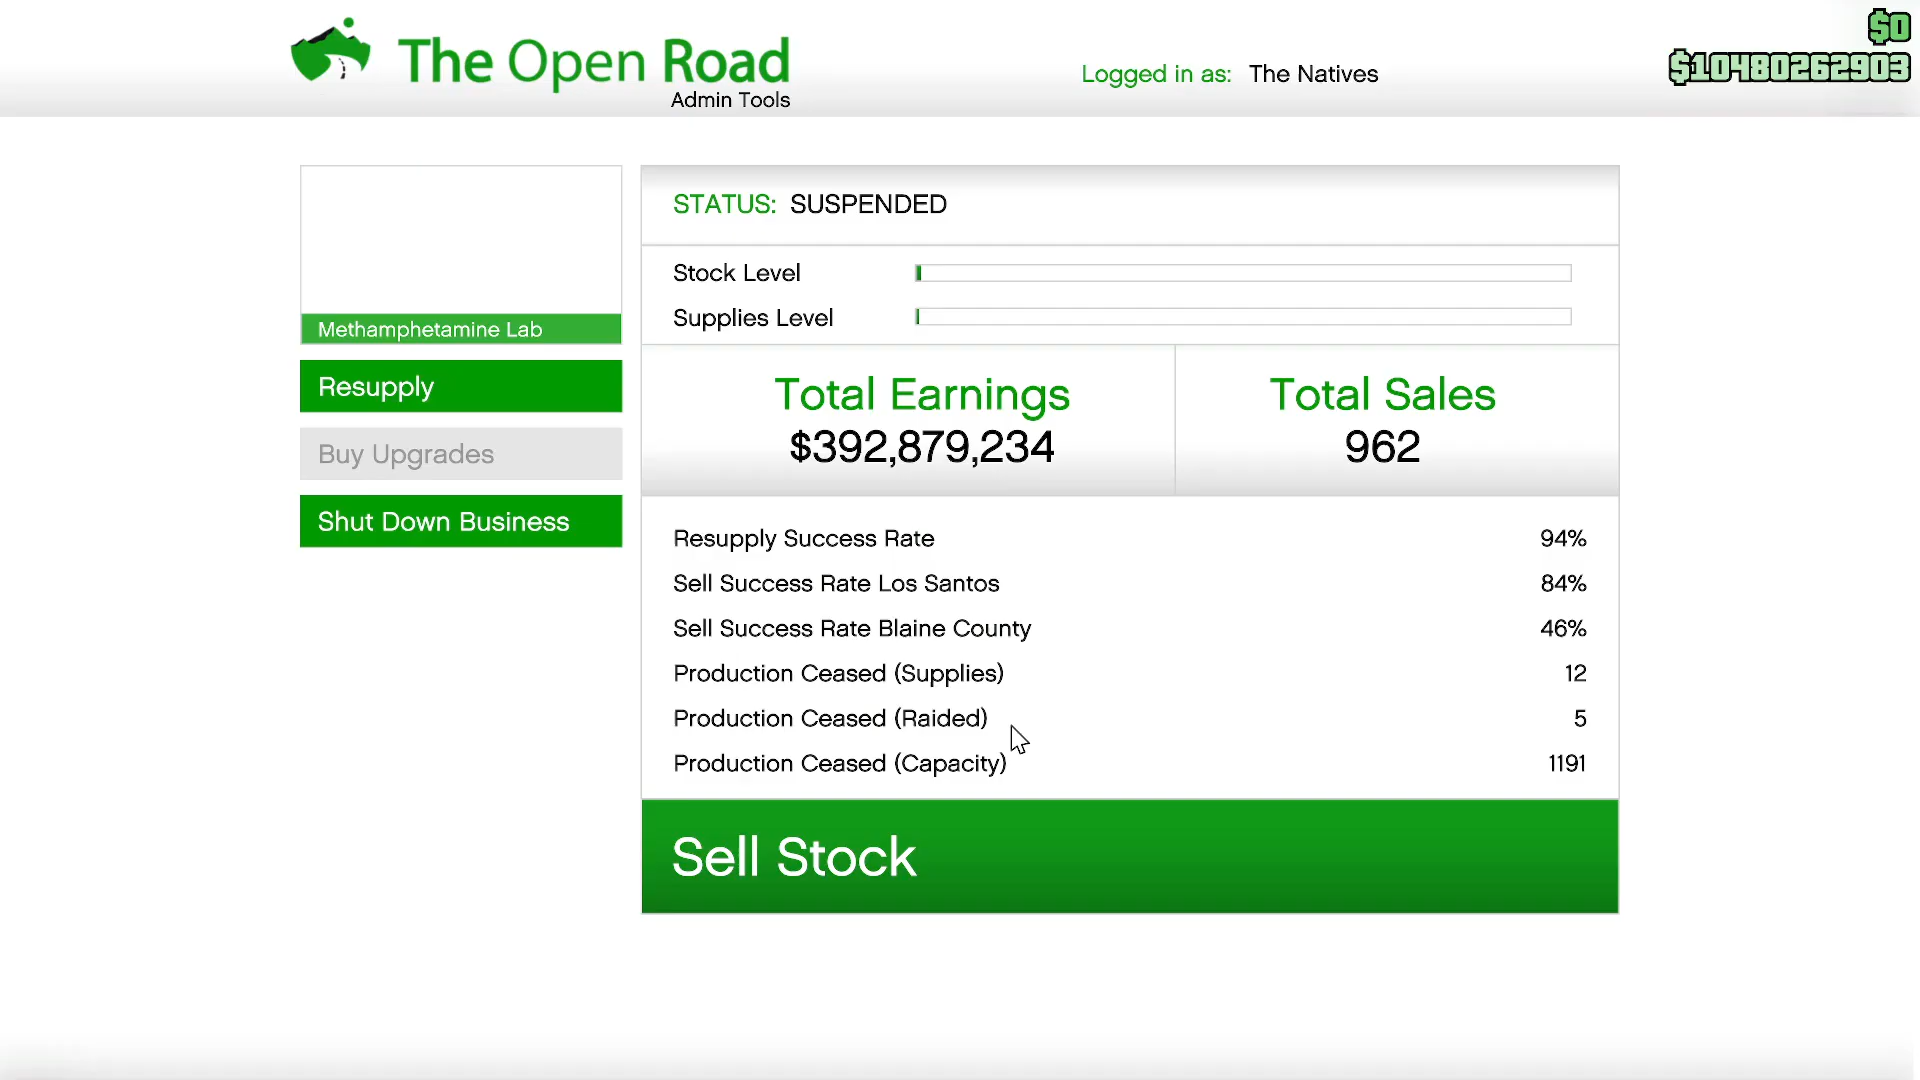 The Open Road
Admin Tools
Logged in as: The Natives
$0
$10480262903
Methamphetamine Lab
Resupply
Buy Upgrades
Shut Down Business
STATUS: SUSPENDED
Stock Level
Supplies Level
Total Earnings
$392,879,234
Total Sales
962
Resupply Success Rate 94%
Sell Success Rate Los Santos 84%
Sell Success Rate Blaine County 46%
Production Ceased (Supplies) 12
Production Ceased (Raided) 5
Production Ceased (Capacity) 1191
Sell Stock